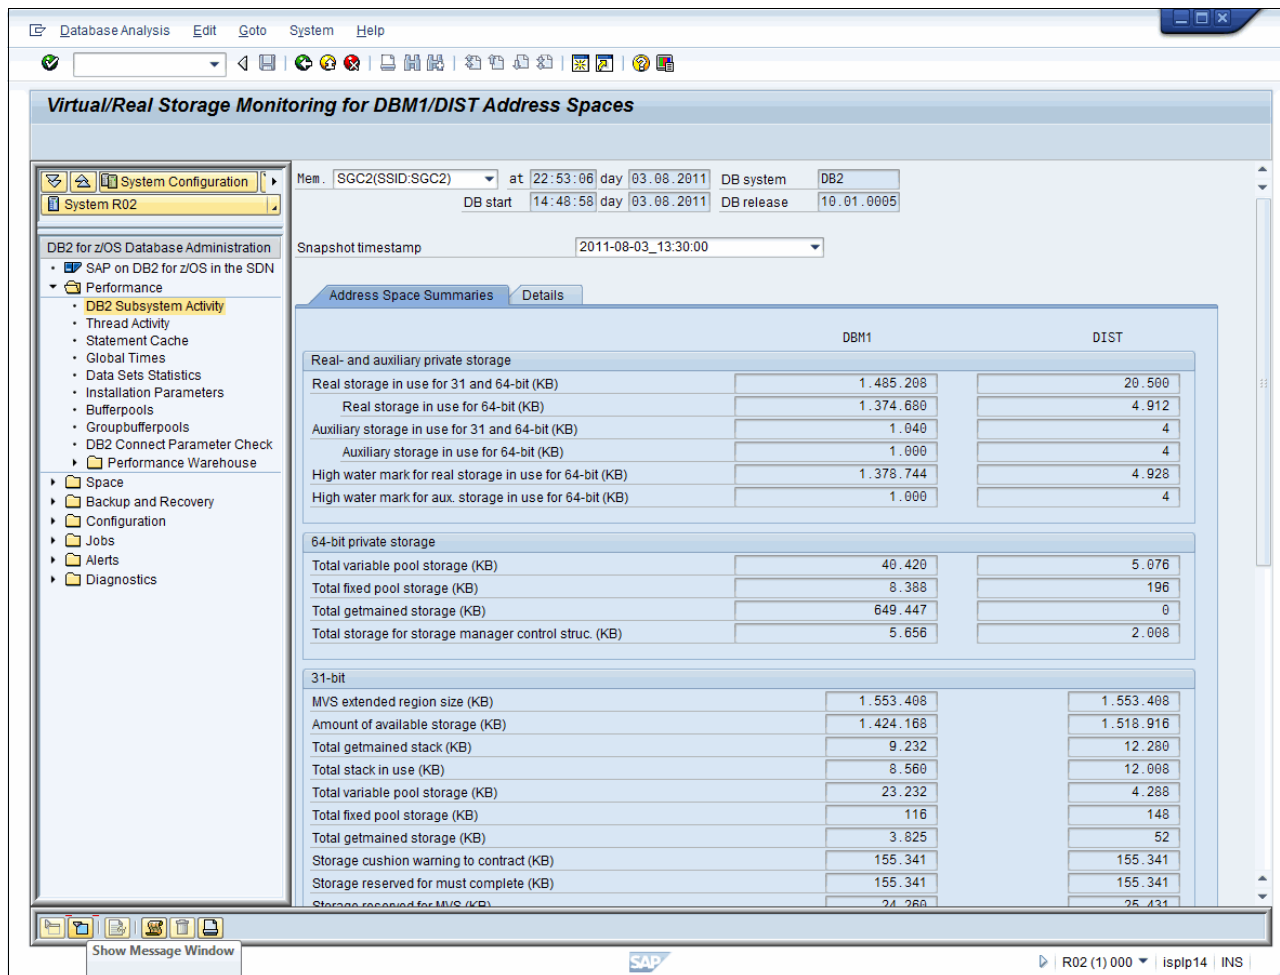 Database Analysis Edit Goto System Help
Virtual/Real Storage Monitoring for DBM1/DIST Address Spaces
System Configuration
System R02
DB2 for z/OS Database Administration
SAP on DB2 for z/OS in the SDN
Performance
DB2 Subsystem Activity
Thread Activity
Statement Cache
Global Times
Data Sets Statistics
Installation Parameters
Bufferpools
Groupbufferpools
DB2 Connect Parameter Check
Performance Warehouse
Space
Backup and Recovery
Configuration
Jobs
Alerts
Diagnostics
Mem. SGC2(SSID:SGC2) at 22:53:06 day 03.08.2011 DB system DB2
DB start 14:48:58 day 03.08.2011 DB release 10.01.0005
Snapshot timestamp 2011-08-03_13:30:00
Address Space Summaries Details
DBM1 DIST
Real- and auxiliary private storage
Real storage in use for 31 and 64-bit (KB) 1.485.208 20.500
Real storage in use for 64-bit (KB) 1.374.680 4.912
Auxiliary storage in use for 31 and 64-bit (KB) 1.040 4
Auxiliary storage in use for 64-bit (KB) 1.000 4
High water mark for real storage in use for 64-bit (KB) 1.378.744 4.928
High water mark for aux. storage in use for 64-bit (KB) 1.000 4
64-bit private storage
Total variable pool storage (KB) 40.420 5.076
Total fixed pool storage (KB) 8.388 196
Total getmained storage (KB) 649.447 0
Total storage for storage manager control struc. (KB) 5.656 2.008
31-bit
MVS extended region size (KB) 1.553.408 1.553.408
Amount of available storage (KB) 1.424.168 1.518.916
Total getmained stack (KB) 9.232 12.280
Total stack in use (KB) 8.560 12.008
Total variable pool storage (KB) 23.232 4.288
Total fixed pool storage (KB) 116 148
Total getmained storage (KB) 3.825 52
Storage cushion warning to contract (KB) 155.341 155.341
Storage reserved for must complete (KB) 155.341 155.341
Storage reserved for MVS (KB) 24.260 25.431
Show Message Window
SAP
R02 (1) 000 isplp14 INS